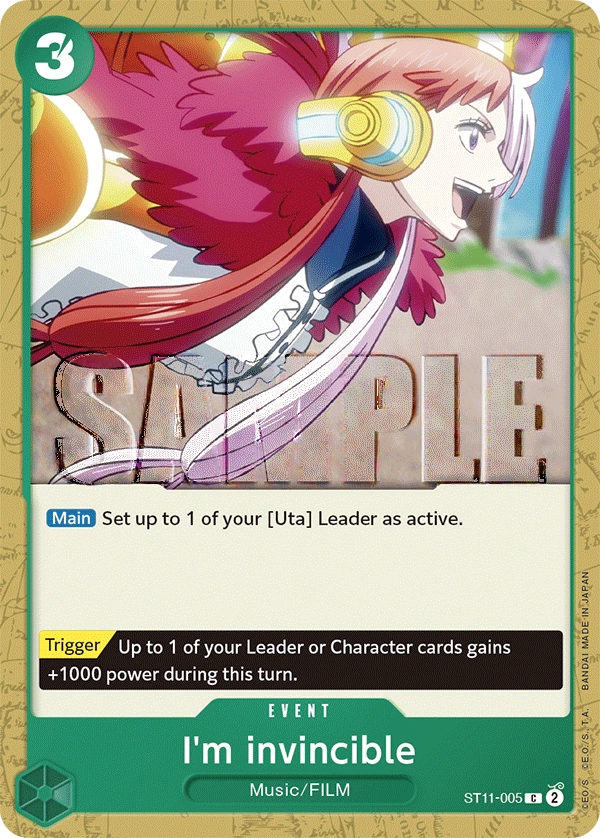 DLICHES EISMEER
3
SAMPLE
Main Set up to 1 of your [Uta] Leader as active.
Trigger Up to 1 of your Leader or Character cards gains
+1000 power during this turn.
EVENT
I'm invincible
Music/FILM
ST11-005 C 2
©E.O/S. ©E.O./S.,T.A. BANDAI MADE IN JAPAN